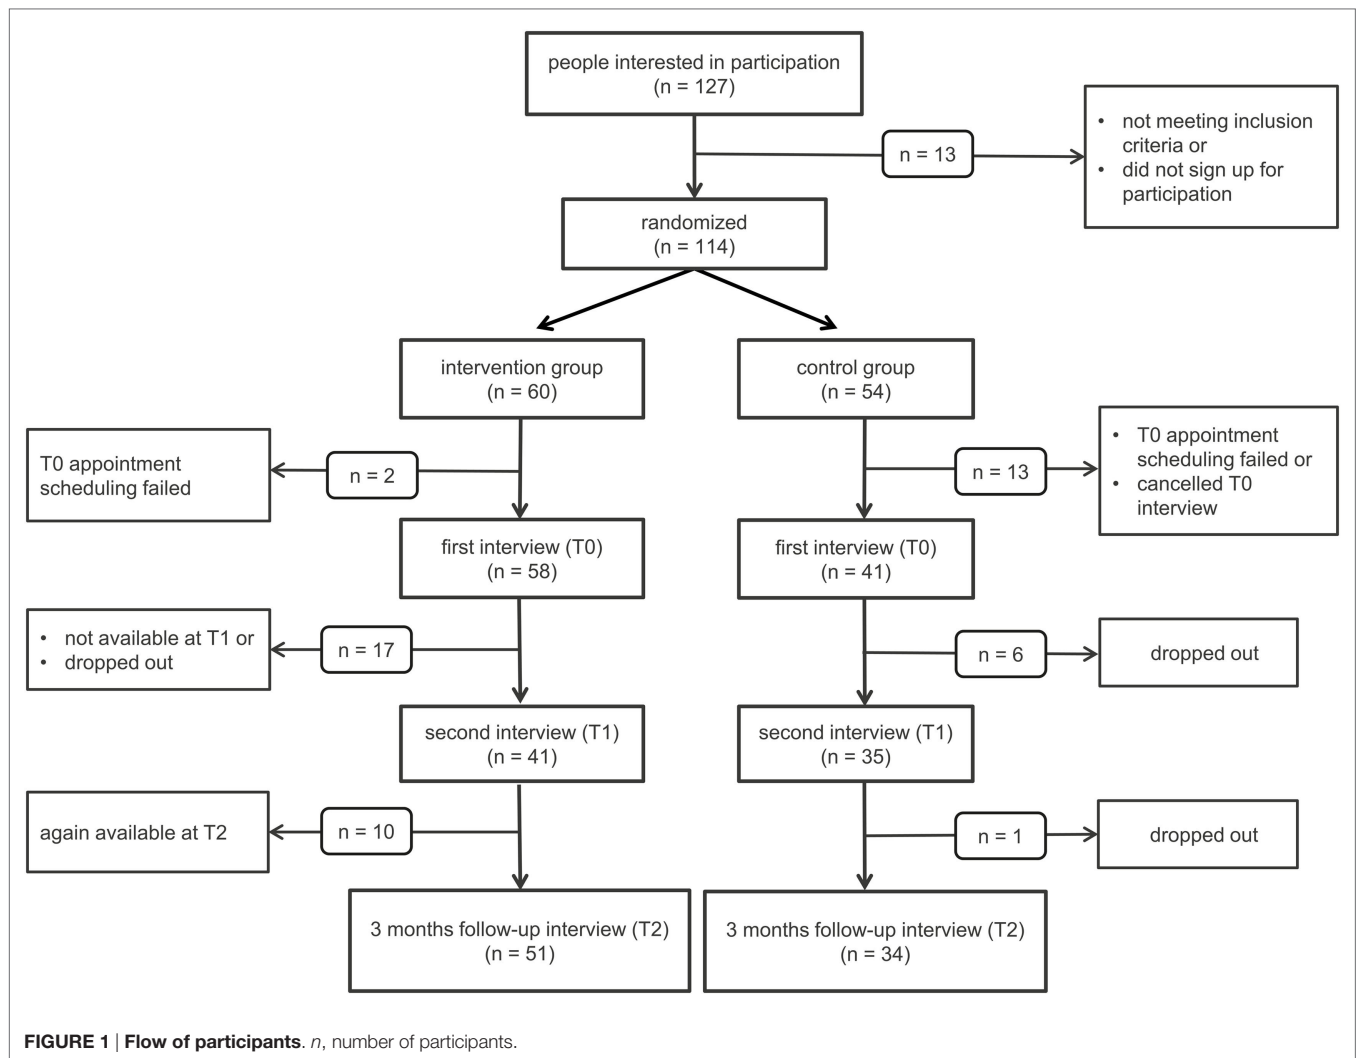 people interested in participation
(n = 127)
n = 13
• not meeting inclusion
criteria or
• did not sign up for
participation
randomized
(n = 114)
intervention group
(n = 60)
control group
(n = 54)
T0 appointment
scheduling failed
n = 2
n = 13
• T0 appointment
scheduling failed or
• cancelled T0
interview
first interview (T0)
(n = 58)
first interview (T0)
(n = 41)
• not available at T1 or
• dropped out
n = 17
n = 6
dropped out
second interview (T1)
(n = 41)
second interview (T1)
(n = 35)
again available at T2
n = 10
n = 1
dropped out
3 months follow-up interview (T2)
(n = 51)
3 months follow-up interview (T2)
(n = 34)
FIGURE 1 | Flow of participants. n, number of participants.